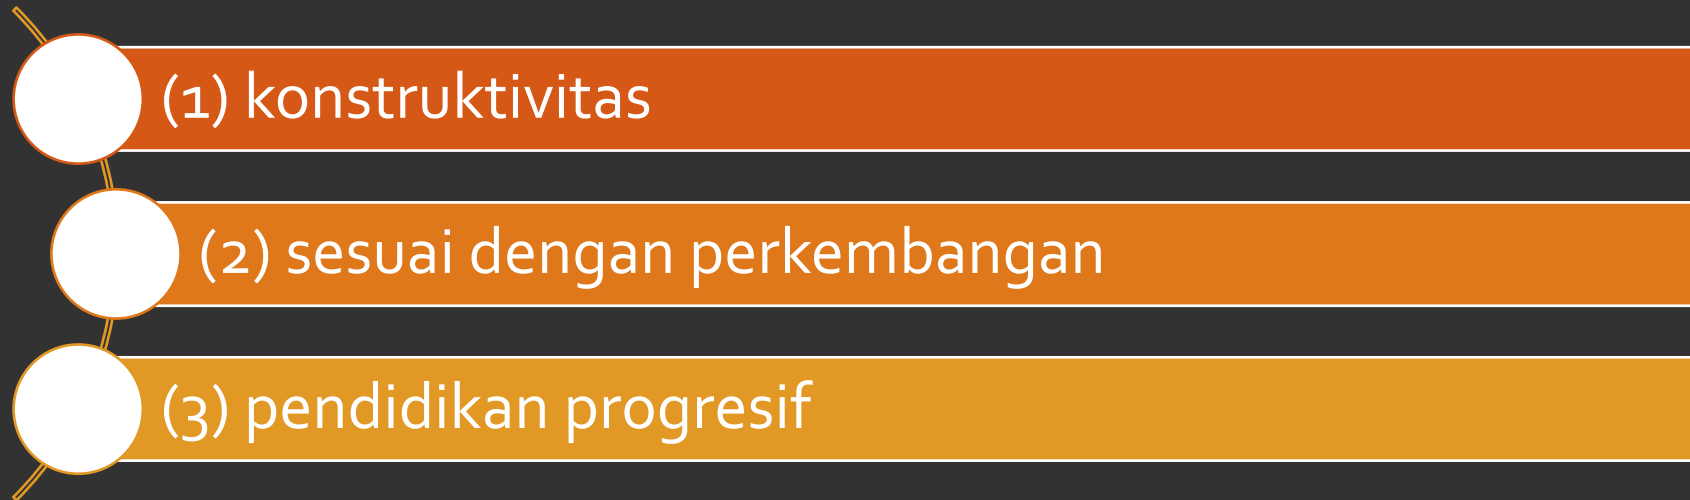 (1) konstruktivitas
(2) sesuai dengan perkembangan
(3) pendidikan progresif